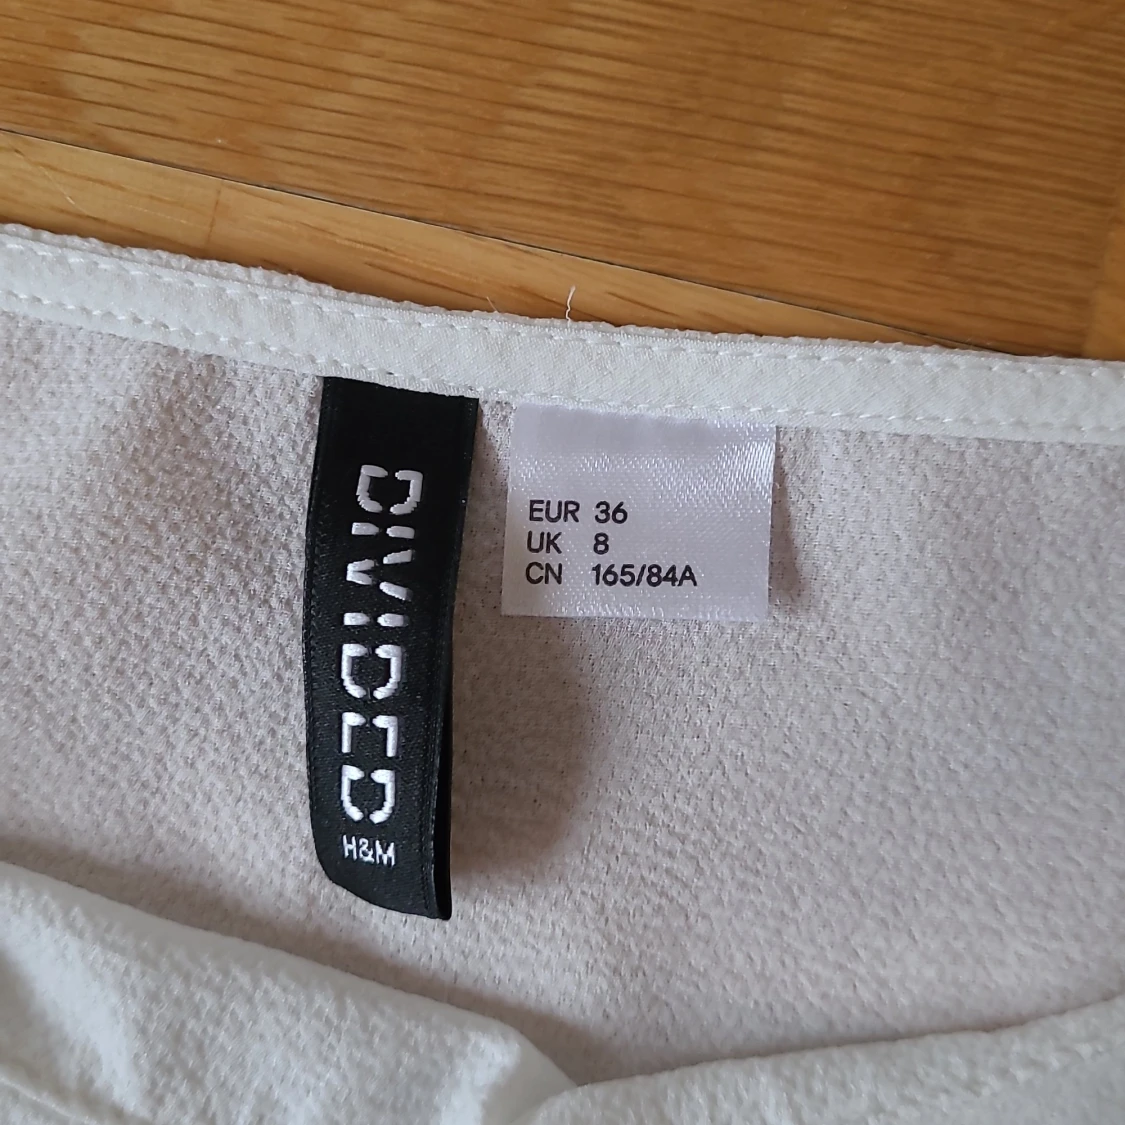 DIVIDED
H&M
EUR 36
UK 8
CN 165/84A